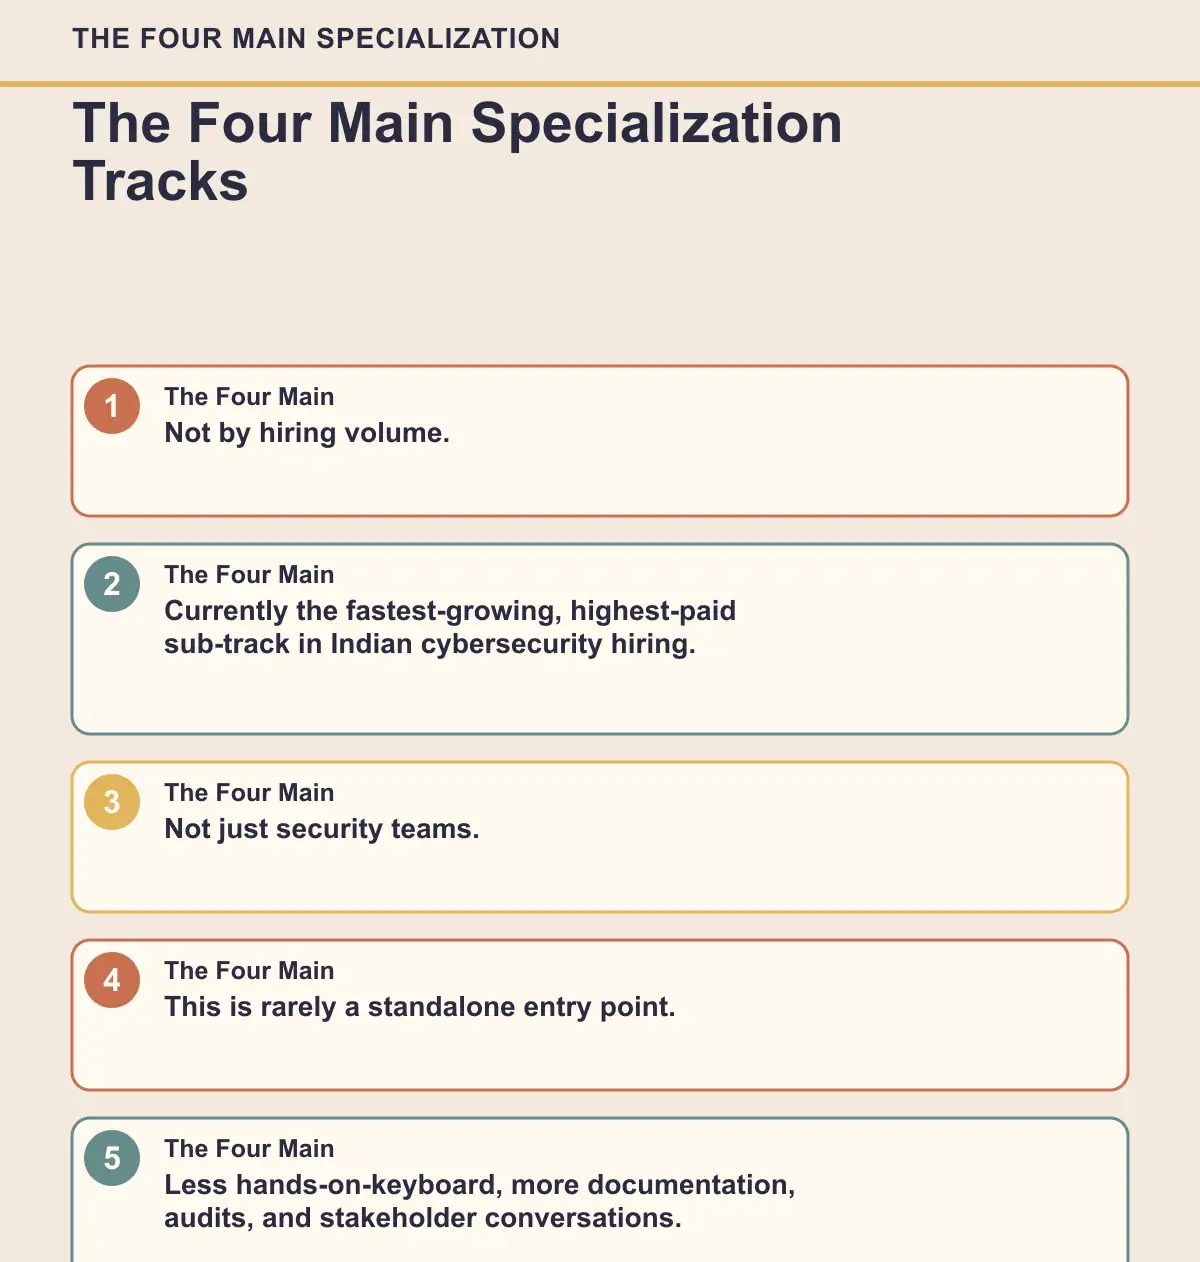 THE FOUR MAIN SPECIALIZATION
The Four Main Specialization
Tracks
1
The Four Main
Not by hiring volume.
2
The Four Main
Currently the fastest-growing, highest-paid
sub-track in Indian cybersecurity hiring.
3
The Four Main
Not just security teams.
4
The Four Main
This is rarely a standalone entry point.
5
The Four Main
Less hands-on-keyboard, more documentation,
audits, and stakeholder conversations.